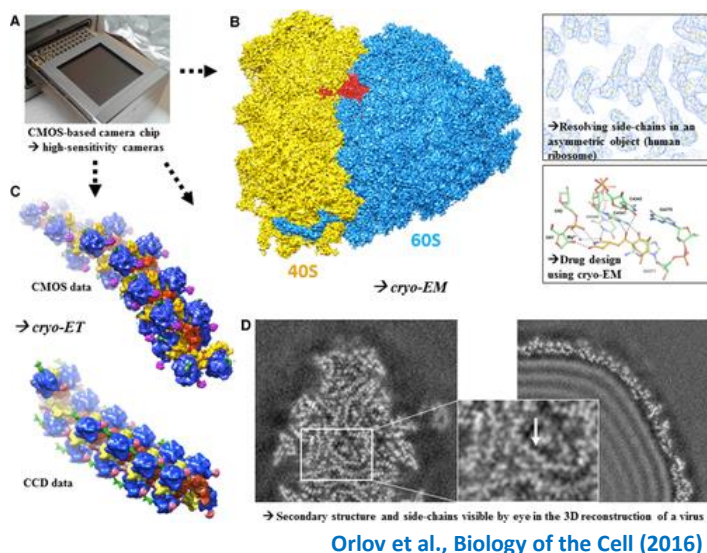 A
CMOS-based camera chip
→ high-sensitivity cameras
B
40S
60S
→ cryo-EM
→Resolving side-chains in an
asymmetric object (human
ribosome)
→Drug design
using cryo-EM
C
CMOS data
→ cryo-ET
CCD data
D
→ Secondary structure and side-chains visible by eye in the 3D reconstruction of a virus
Orlov et al., Biology of the Cell (2016)